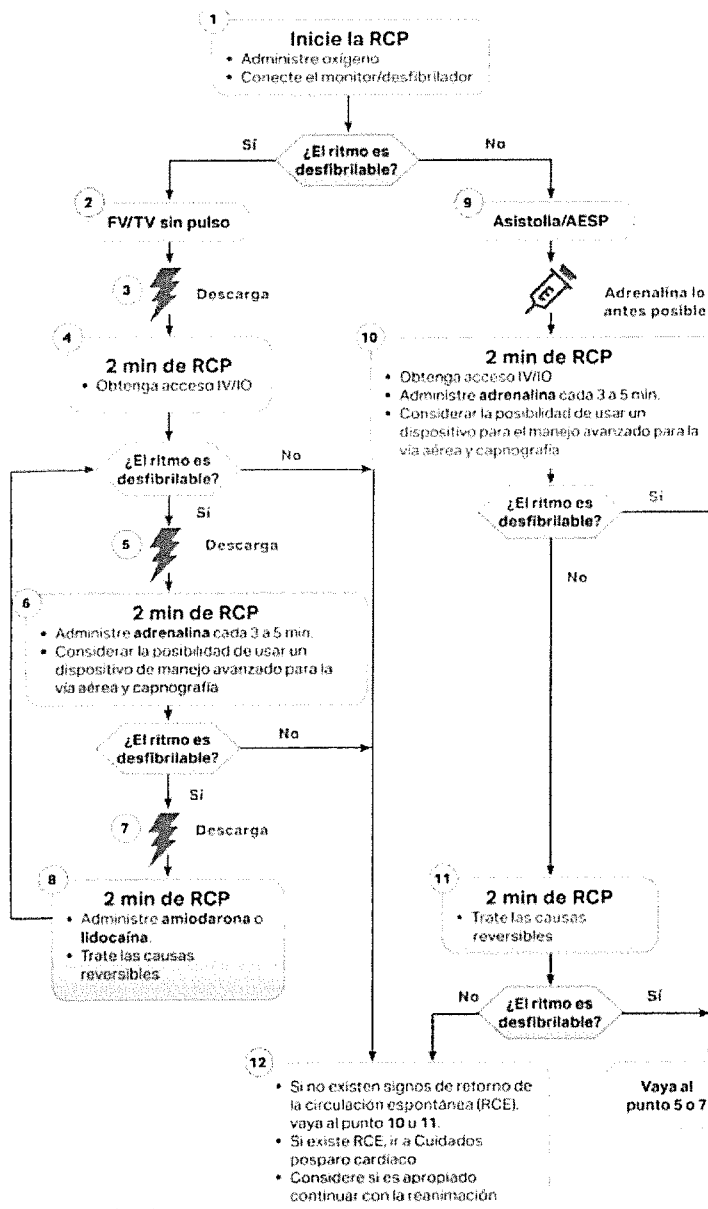 1
Inicie la RCP
• Administre oxígeno
• Conecte el monitor/desfibrilador
Sí
¿El ritmo es
desfibrilable?
No
2
FV/TV sin pulso
9
Asistolia/AESP
3
Descarga
Adrenalina lo
antes posible
4
2 min de RCP
• Obtenga acceso IV/IO
10
2 min de RCP
• Obtenga acceso IV/IO
• Administre adrenalina cada 3 a 5 min.
• Considerar la posibilidad de usar un
dispositivo para el manejo avanzado para la
vía aérea y capnografía
¿El ritmo es
desfibrilable?
No
Sí
¿El ritmo es
desfibrilable?
Sí
No
5
Descarga
6
2 min de RCP
• Administre adrenalina cada 3 a 5 min.
• Considerar la posibilidad de usar un
dispositivo de manejo avanzado para la
vía aérea y capnografía
¿El ritmo es
desfibrilable?
No
Sí
7
Descarga
8
2 min de RCP
• Administre amiodarona o
lidocaína.
• Trate las causas
reversibles
11
2 min de RCP
• Trate las causas
reversibles
No
¿El ritmo es
desfibrilable?
Sí
12
• Si no existen signos de retorno de
la circulación espontánea (RCE),
vaya al punto 10 u 11.
• Si existe RCE, ir a Cuidados
posparo cardíaco
• Considere si es apropiado
continuar con la reanimación
Vaya al
punto 5 o 7